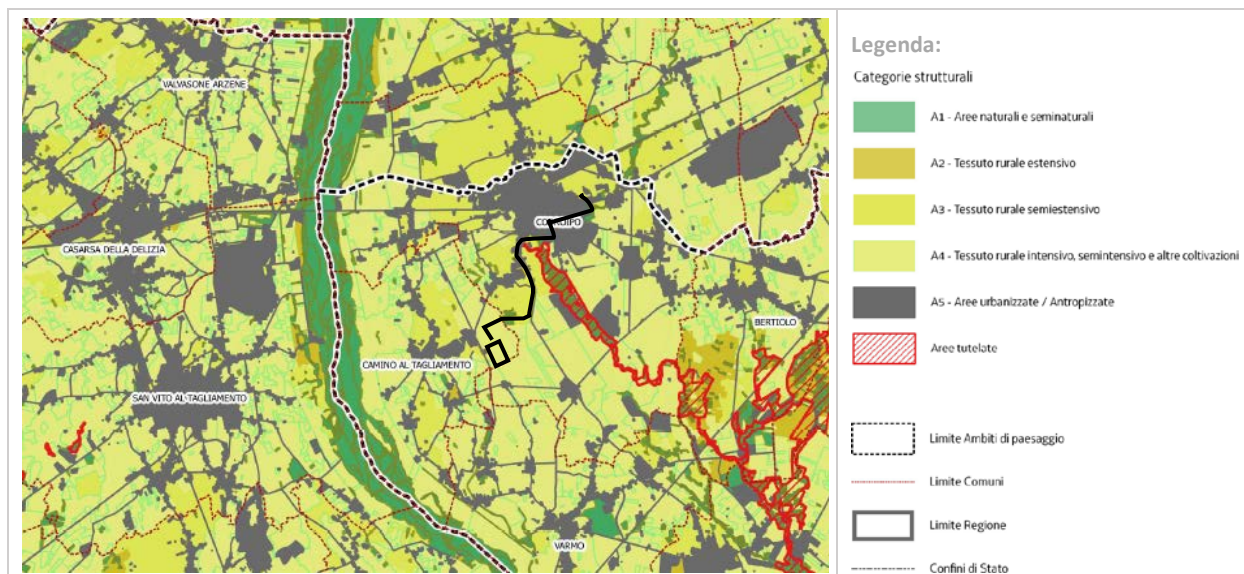 VALVASONE ARZENE
CASARSA DELLA DELIZIA
SAN VITO AL TAGLIAMENTO
CAMINO AL TAGLIAMENTO
BERTIOLO
VARMO
Legenda:
Categorie strutturali
A1 - Aree naturali e seminaturali
A2 - Tessuto rurale estensivo
A3 - Tessuto rurale semiestensivo
A4 - Tessuto rurale intensivo, semintensivo e altre coltivazioni
A5 - Aree urbanizzate / Antropizzate
Aree tutelate
Limite Ambiti di paesaggio
Limite Comuni
Limite Regione
Confini di Stato